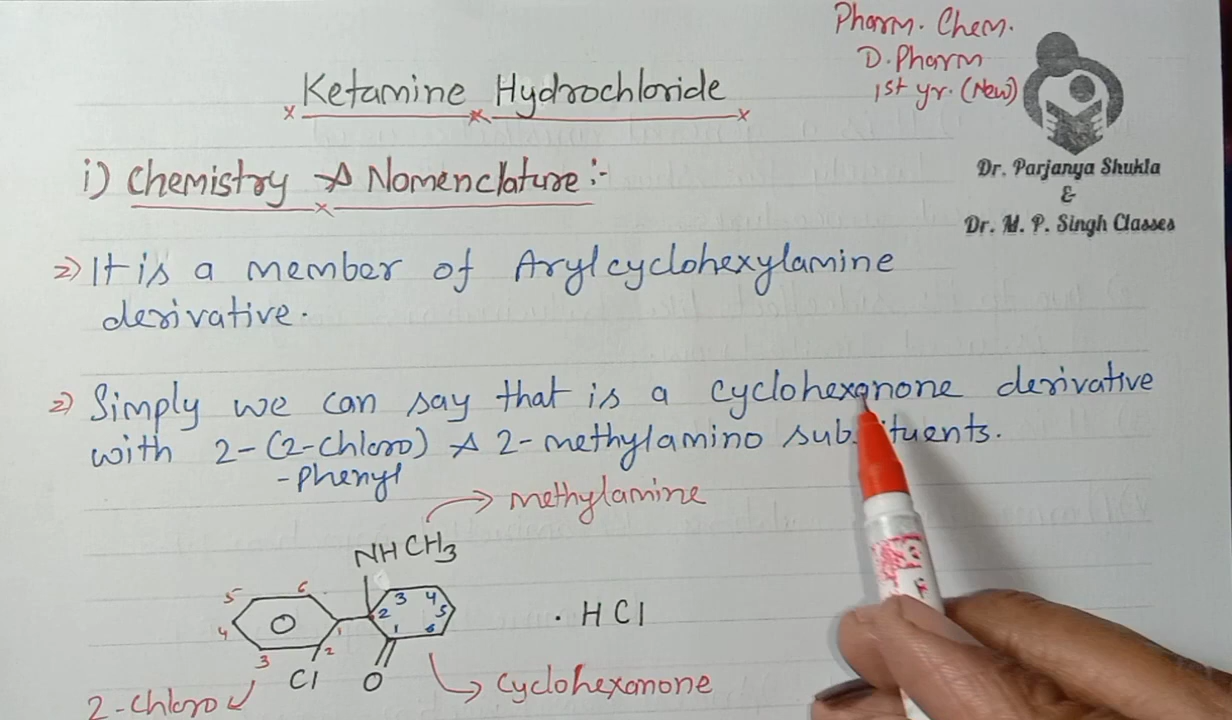 Pharm. Chem.
D. Pharm
1st yr. (New)
Ketamine Hydrochloride
Dr. Parjanya Shukla
&
Dr. M. P. Singh Classes
i) Chemistry & Nomenclature :-
⇒ It is a member of Arylcyclohexylamine
derivative.
⇒ Simply we can say that is a cyclohexanone derivative
with 2-(2-chloro) & 2-methylamino substituents.
-Phenyl
→ methylamine
NHCH3
5 6 3 4
4 1 2 5
3 2 1 6
. HCl
Cl O
→ cyclohexanone
2-chloro